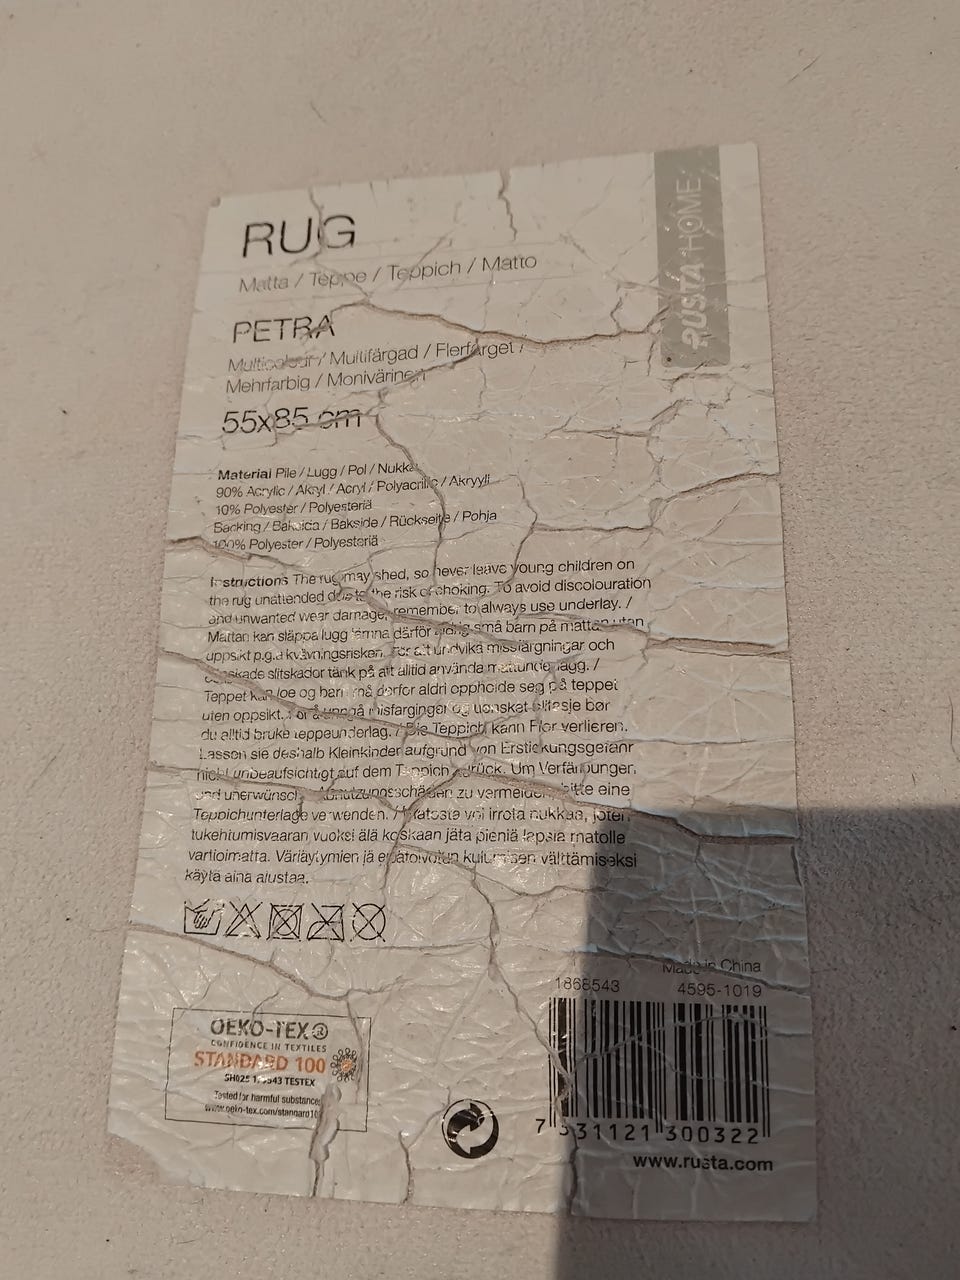 RUSTA HOME
RUG
Matta / Teppe / Teppich / Matto
PETRA
Multicolour / Multifärgad / Flerfarget /
Mehrfarbig / Monivärinen
55x85 cm
Material Pile / Lugg / Pol / Nukka
90% Acrylic / Akryl / Acryl / Polyacrilic / Akryyli
10% Polyester / Polyesteriä
Backing / Baksida / Bakside / Rückseite / Pohja
100% Polyester / Polyesteriä
Instructions The rug may shed, so never leave young children on
the rug unattended due to the risk of choking. To avoid discolouration
and unwanted wear damage, remember to always use underlay. /
Mattan kan släppa lugg lämna därför aldrig små barn på mattan utan
uppsikt p.g.a kvävningsrisken. För att undvika missfärgningar och
slitskador tänk på att alltid använda mattunderlägg. /
Teppet kan loe og barn må derfor aldri oppholde seg på teppet
uten oppsikt. For å unngå misfarginger og uønsket slitasje bør
du alltid bruke teppeunderlag. / Die Teppich kann Flor verlieren.
Lassen sie deshalb Kleinkinder aufgrund von Erstickungsgefahr
nicht unbeaufsichtigt auf dem Teppich zurück. Um Verfärbungen
und Abnutzungsschäden zu vermeiden, bitte eine
Teppichunterlage verwenden. / Matosta voi irrota nukkaa, joten
tukehtumisvaaran vuoksi älä koskaan jätä pieniä lapsia matolle
vartioimatta. Värjäytymien ja epätoivotun kulumisen välttämiseksi
käytä aina alustaa.
Made in China
1868543 4595-1019
OEKO-TEX®
CONFIDENCE IN TEXTILES
STANDARD 100
SH025 TESTEX
Tested for harmful substances
www.oeko-tex.com/standard100
7 331121 300322
www.rusta.com